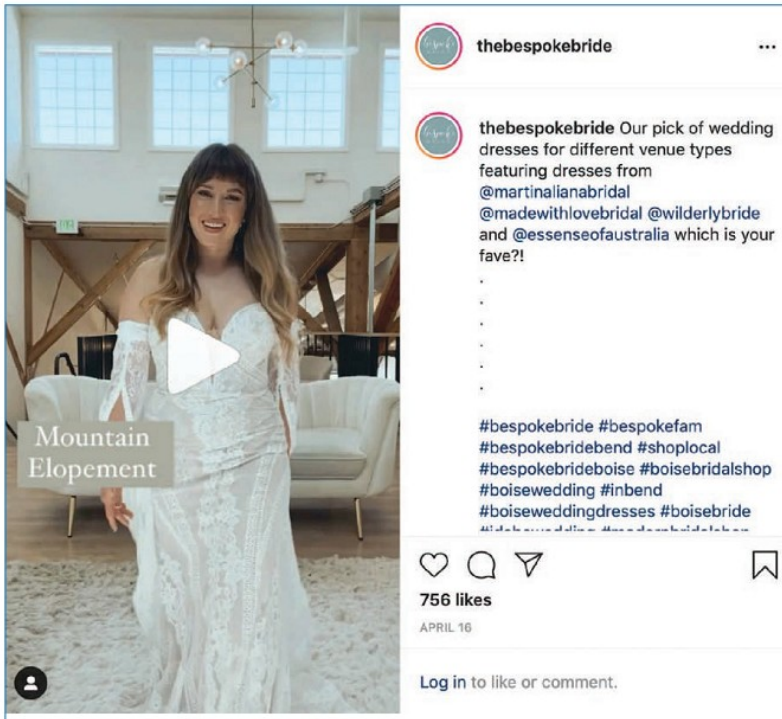 thebespokebride
...
thebespokebride Our pick of wedding
dresses for different venue types
featuring dresses from
@martinalianabridal
@madewithlovebridal @wilderlybride
and @essenseofaustralia which is your
fave?!
.
.
.
.
.
.
#bespokebride #bespokefam
#bespokebridebend #shoplocal
#bespokebrideboise #boisebridalshop
#boisewedding #inbend
#boiseweddingdresses #boisebride
756 likes
APRIL 16
Log in to like or comment.
Mountain
Elopement